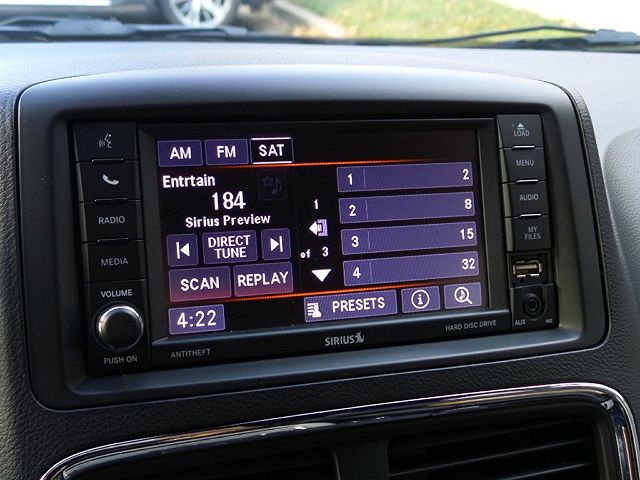 LOAD
MENU
AUDIO
MY
FILES
AUX
RADIO
MEDIA
VOLUME
PUSH ON
ANTITHEFT
SIRIUS
HARD DISC DRIVE
AM FM SAT
Entrtain
184
Sirius Preview
DIRECT
TUNE
SCAN REPLAY
4:22
1
of 3
1 2
2 8
3 15
4 32
PRESETS
i